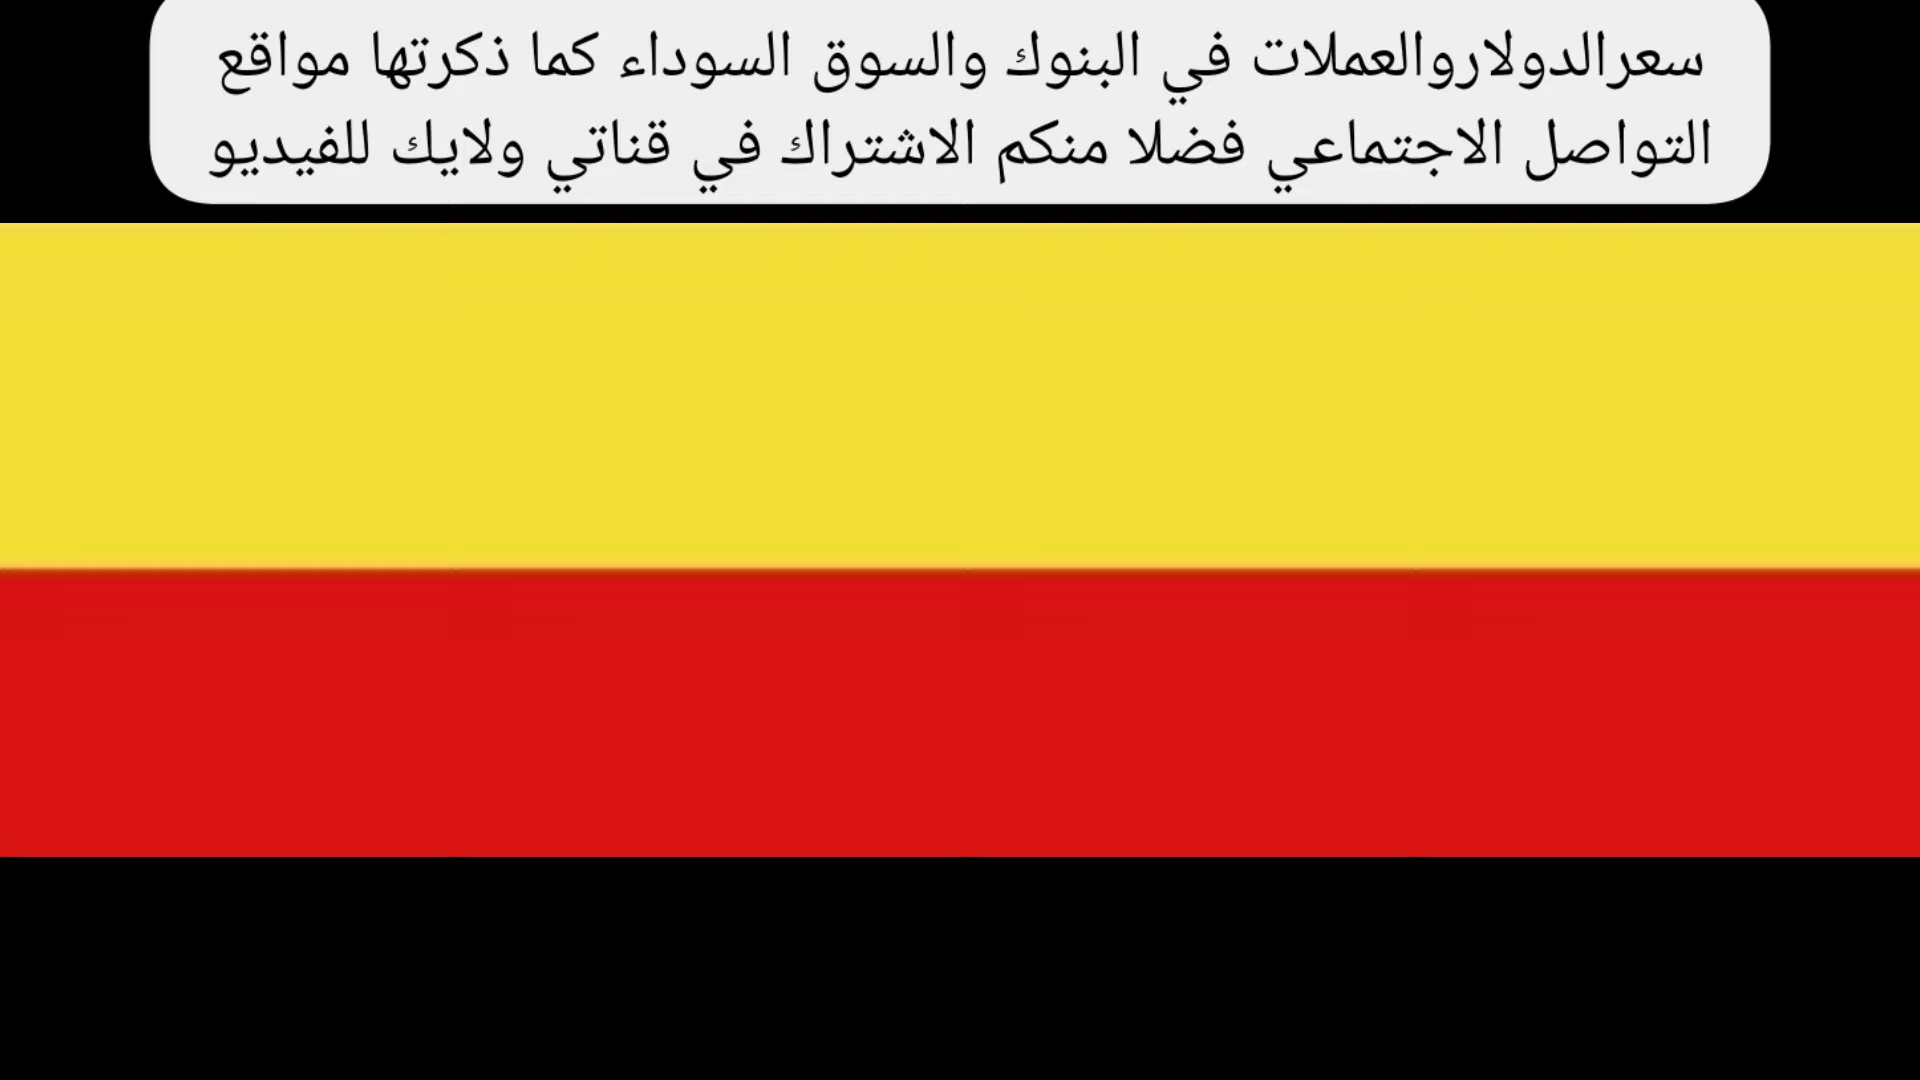 سعرالدولاروالعملات في البنوك والسوق السوداء كما ذكرتها مواقع
التواصل الاجتماعي فضلا منكم الاشتراك في قناتي ولايك للفيديو